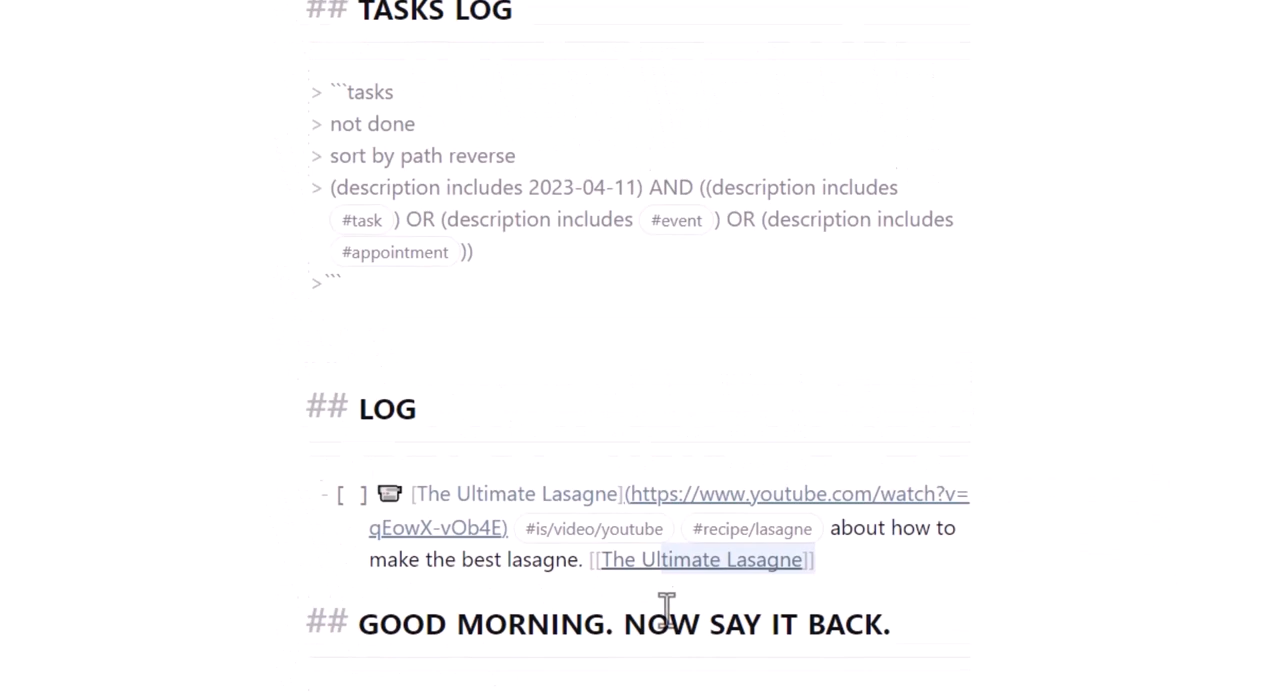 ## TASKS LOG
> ```tasks
> not done
> sort by path reverse
> (description includes 2023-04-11) AND ((description includes
#task ) OR (description includes #event ) OR (description includes
#appointment ))
>```
## LOG
- [ ] [The Ultimate Lasagne](https://www.youtube.com/watch?v=
qEowX-vOb4E) #is/video/youtube #recipe/lasagne about how to
make the best lasagne. [[The Ultimate Lasagne]]
## GOOD MORNING. NOW SAY IT BACK.